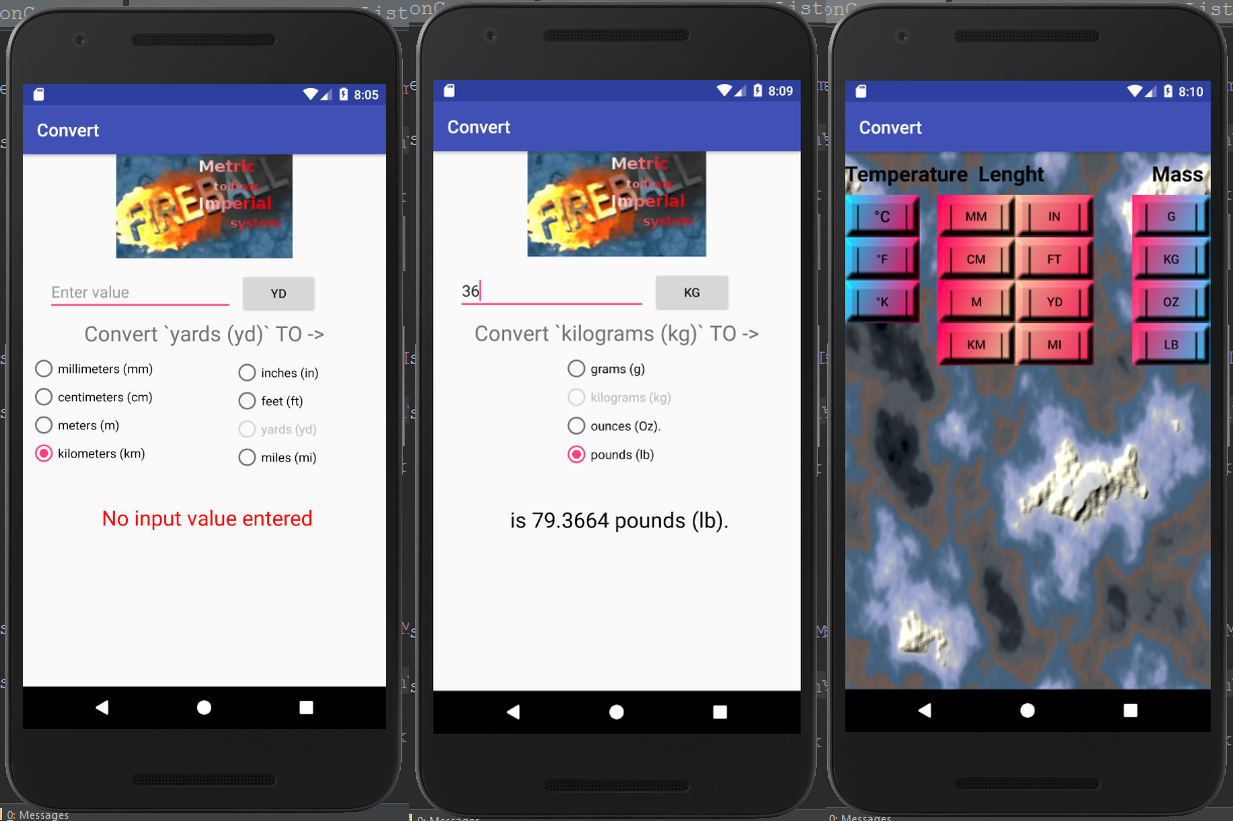 8:05
Convert
Metric
to from
Imperial
system
FIREBALL
Enter value
YD
Convert `yards (yd)` TO ->
millimeters (mm)
inches (in)
centimeters (cm)
feet (ft)
meters (m)
yards (yd)
kilometers (km)
miles (mi)
No input value entered
0: Messages
8:09
Convert
Metric
to from
Imperial
system
FIREBALL
36
KG
Convert `kilograms (kg)` TO ->
grams (g)
kilograms (kg)
ounces (Oz).
pounds (lb)
is 79.3664 pounds (lb).
0: Messages
8:10
Convert
Temperature Lenght Mass
°C MM IN G
°F CM FT KG
°K M YD OZ
KM MI LB
0: Messages